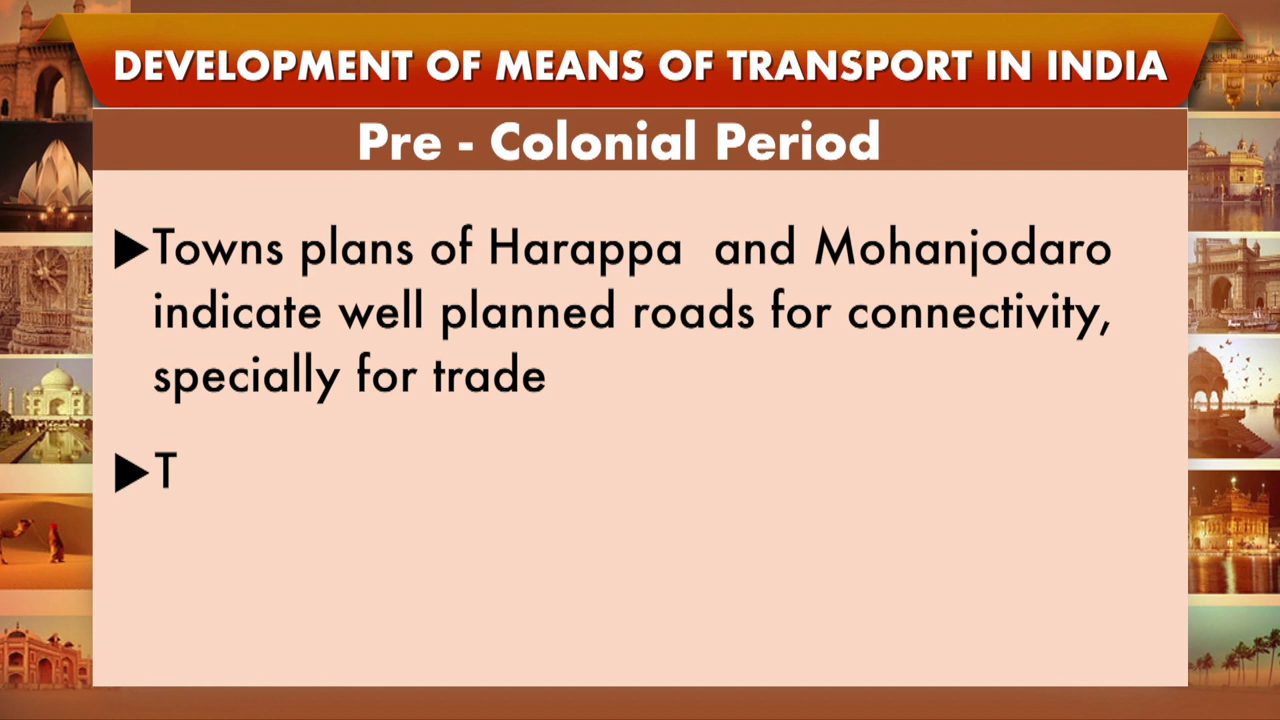 DEVELOPMENT OF MEANS OF TRANSPORT IN INDIA
Pre - Colonial Period
▶Towns plans of Harappa and Mohanjodaro
indicate well planned roads for connectivity,
specially for trade
▶T